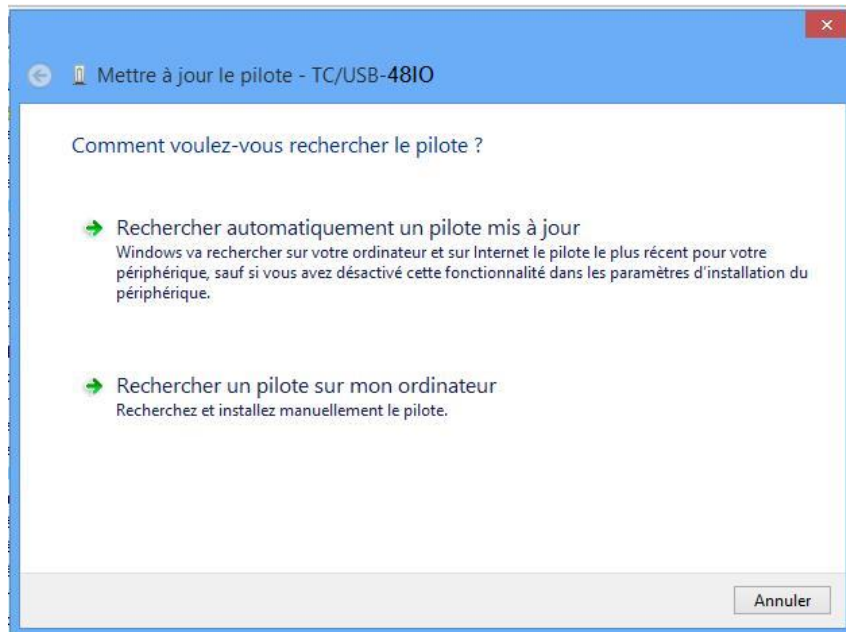 Mettre à jour le pilote - TC/USB-48IO
Comment voulez-vous rechercher le pilote ?
Rechercher automatiquement un pilote mis à jour
Windows va rechercher sur votre ordinateur et sur Internet le pilote le plus récent pour votre
périphérique, sauf si vous avez désactivé cette fonctionnalité dans les paramètres d'installation du
périphérique.
Rechercher un pilote sur mon ordinateur
Recherchez et installez manuellement le pilote.
Annuler